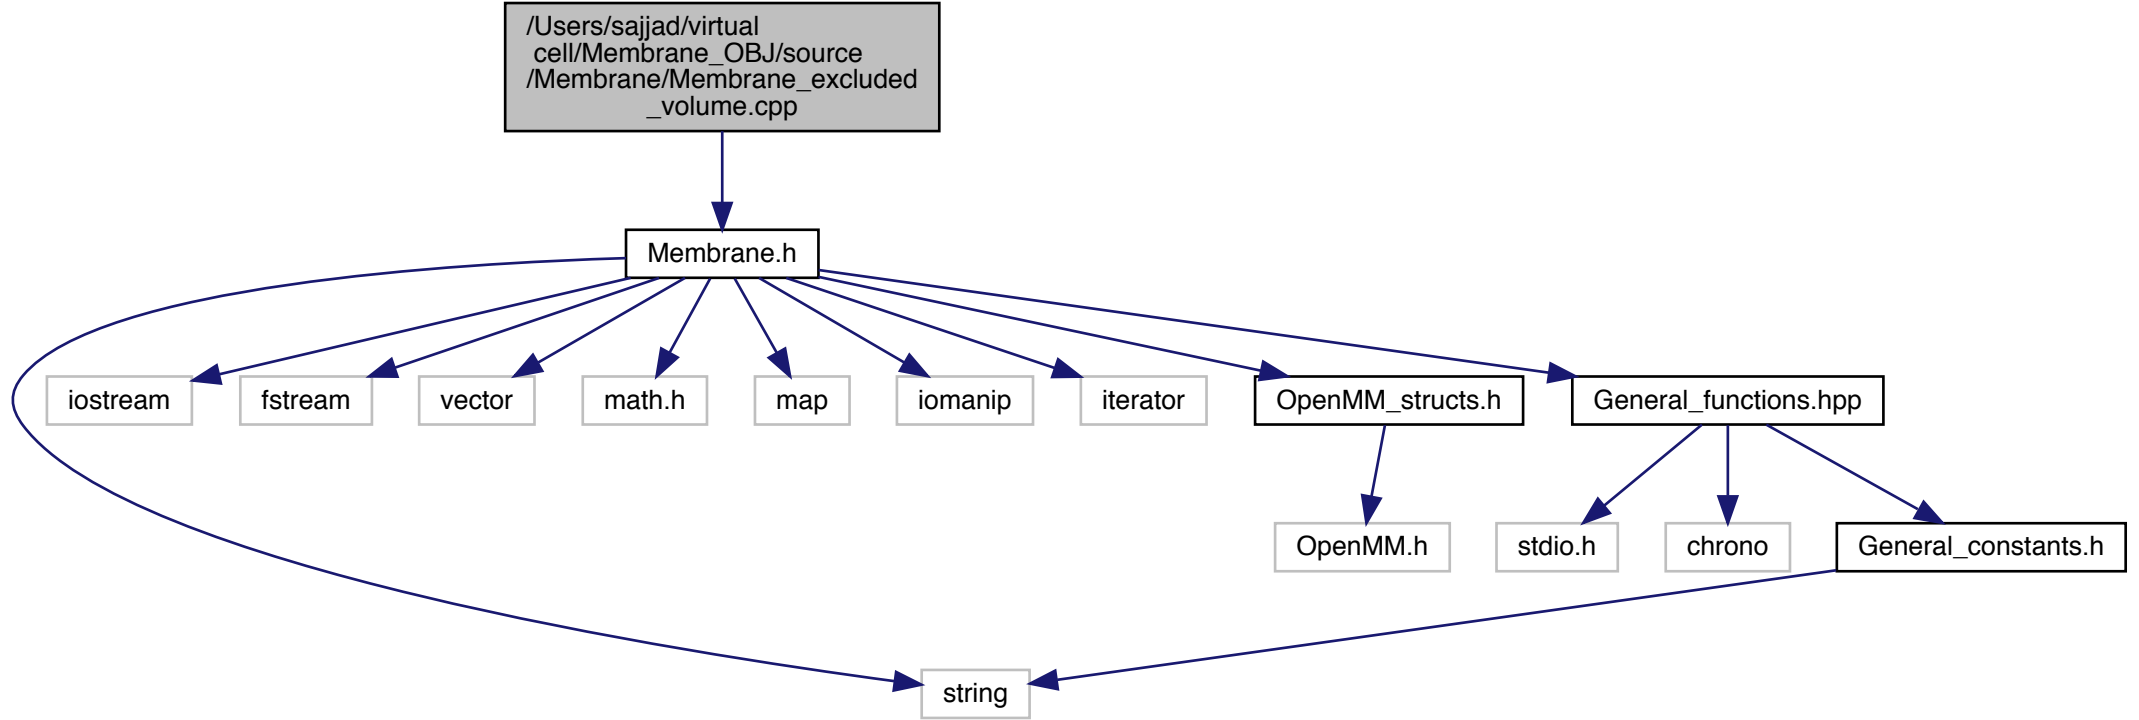 /Users/sajjad/virtual
cell/Membrane_OBJ/source
/Membrane/Membrane_excluded
_volume.cpp
Membrane.h
iostream
fstream
vector
math.h
map
iomanip
iterator
OpenMM_structs.h
General_functions.hpp
OpenMM.h
stdio.h
chrono
General_constants.h
string